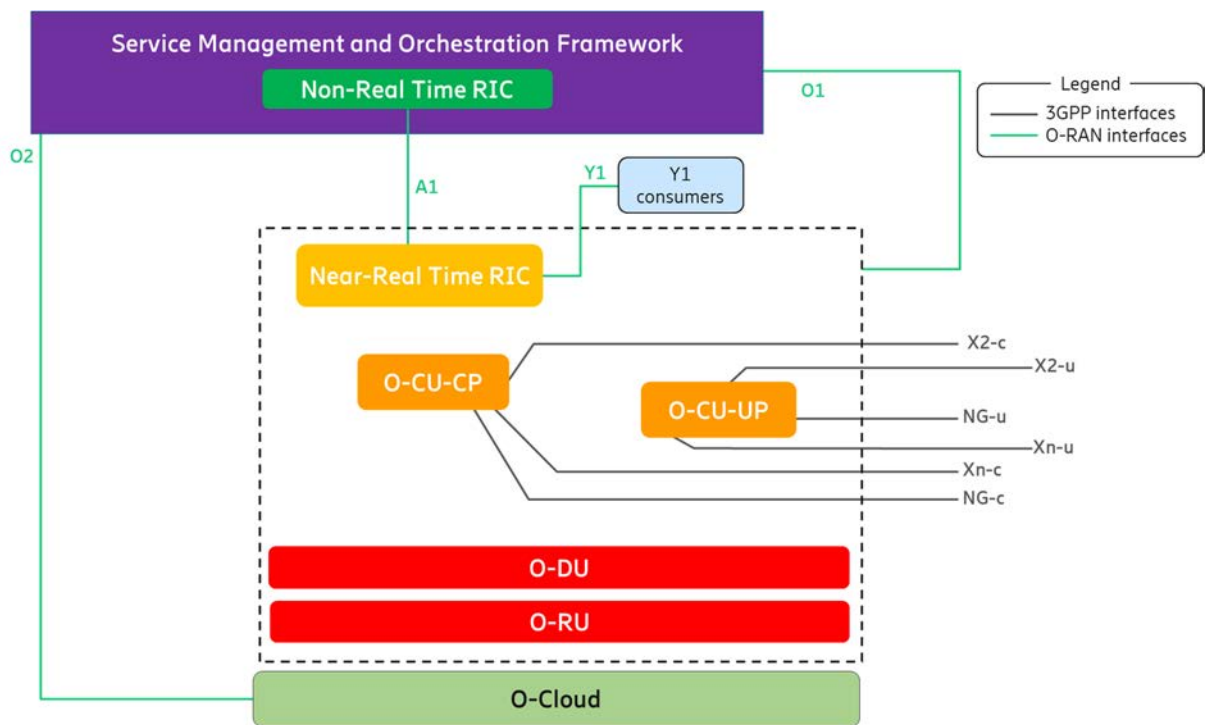 Service Management and Orchestration Framework
Non-Real Time RIC
O1
Legend
3GPP interfaces
O-RAN interfaces
O2
A1
Y1
Y1
consumers
Near-Real Time RIC
X2-c
O-CU-CP
X2-u
O-CU-UP
NG-u
Xn-u
Xn-c
NG-c
O-DU
O-RU
O-Cloud